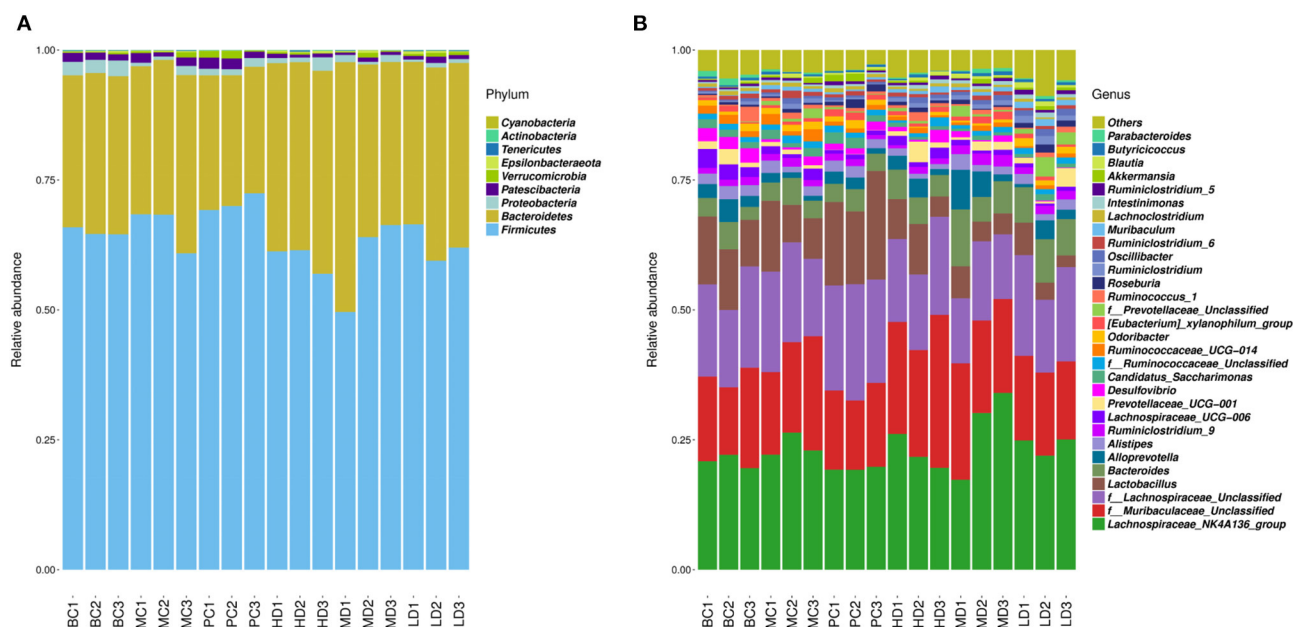 A
Relative abundance
1.00
0.75
0.50
0.25
0.00
BC1
BC2
BC3
MC1
MC2
MC3
PC1
PC2
PC3
HD1
HD2
HD3
MD1
MD2
MD3
LD1
LD2
LD3
Phylum
Cyanobacteria
Actinobacteria
Tenericutes
Epsilonbacteraeota
Verrucomicrobia
Patescibacteria
Proteobacteria
Bacteroidetes
Firmicutes
B
Relative abundance
1.00
0.75
0.50
0.25
0.00
BC1
BC2
BC3
MC1
MC2
MC3
PC1
PC2
PC3
HD1
HD2
HD3
MD1
MD2
MD3
LD1
LD2
LD3
Genus
Others
Parabacteroides
Butyricicoccus
Blautia
Akkermansia
Ruminiclostridium_5
Intestinimonas
Lachnoclostridium
Muribaculum
Ruminiclostridium_6
Oscillibacter
Ruminiclostridium
Roseburia
Ruminococcus_1
f__Prevotellaceae_Unclassified
[Eubacterium]_xylanophilum_group
Odoribacter
Ruminococcaceae_UCG−014
f__Ruminococcaceae_Unclassified
Candidatus_Saccharimonas
Desulfovibrio
Prevotellaceae_UCG−001
Lachnospiraceae_UCG−006
Ruminiclostridium_9
Alistipes
Alloprevotella
Bacteroides
Lactobacillus
f__Lachnospiraceae_Unclassified
f__Muribaculaceae_Unclassified
Lachnospiraceae_NK4A136_group